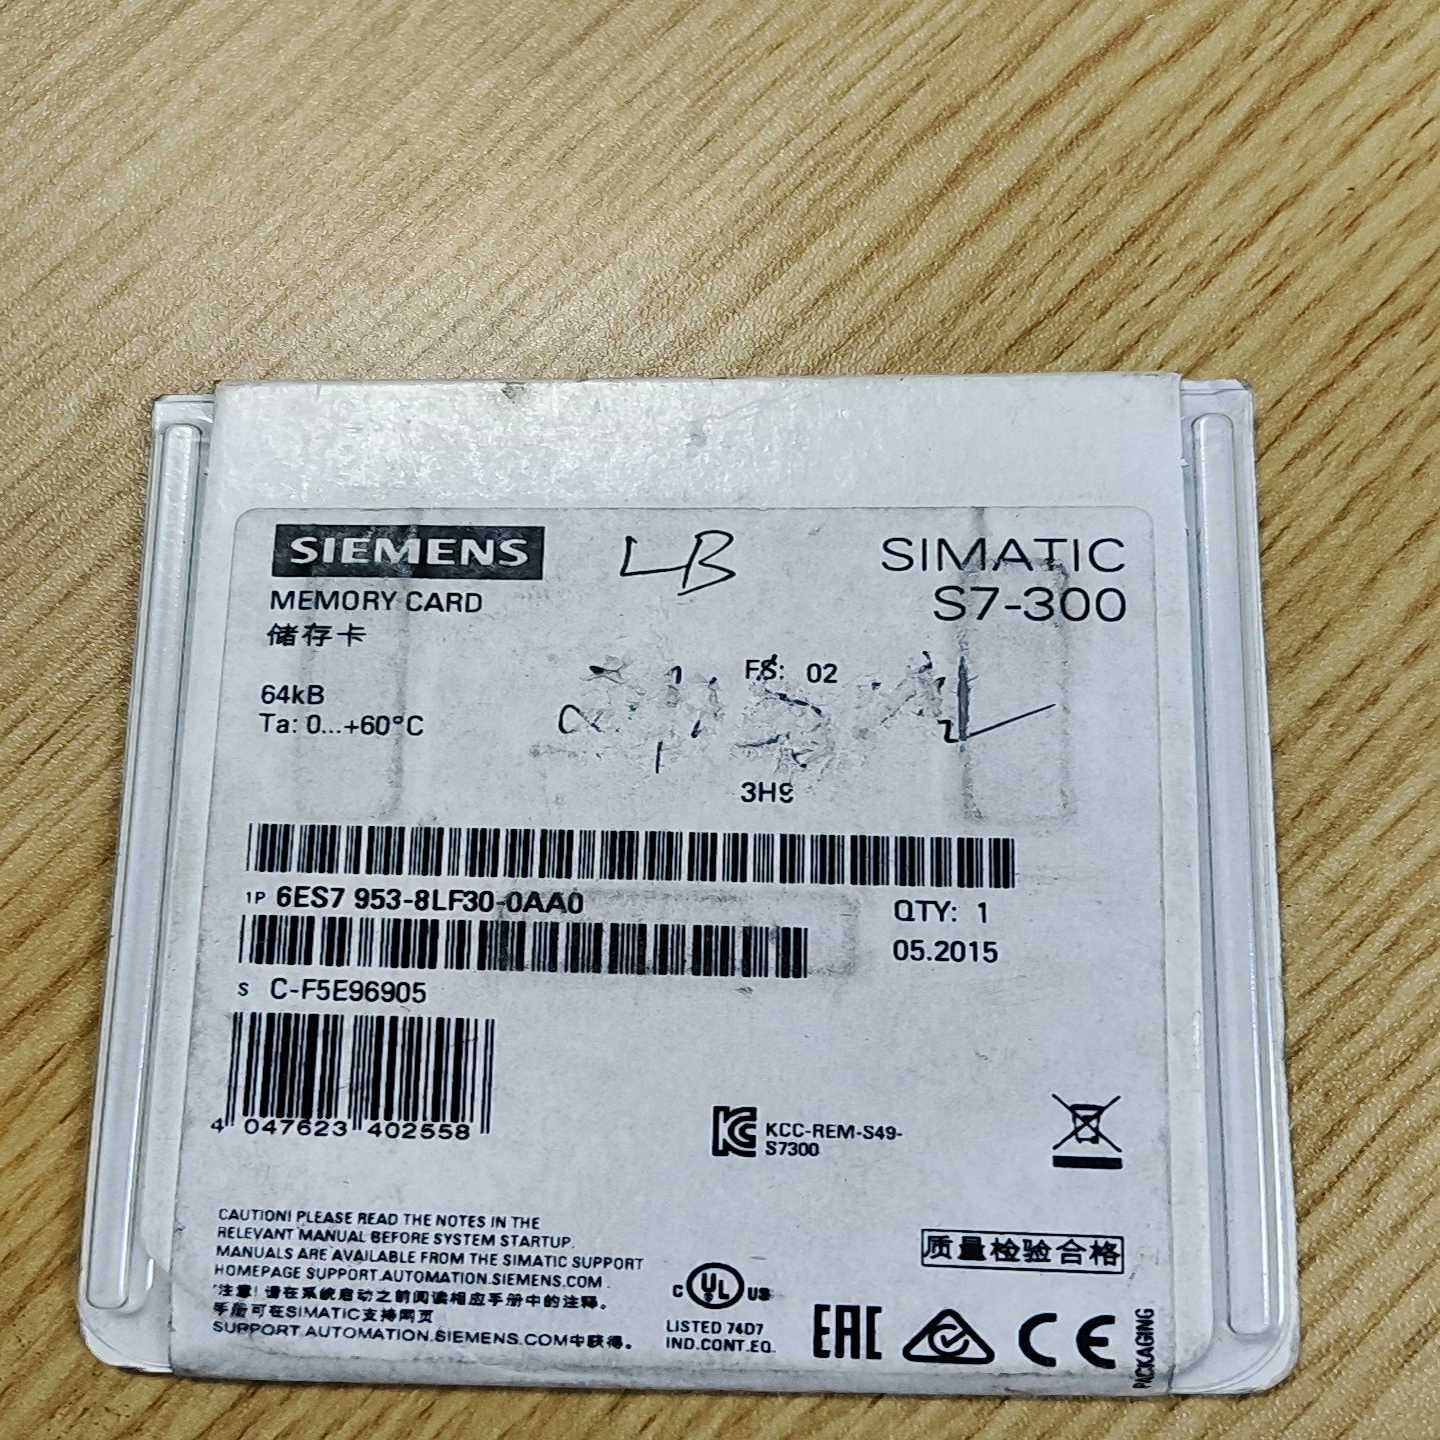 SIEMENS
LB
SIMATIC
S7-300
MEMORY CARD
储存卡
64kB
Ta: 0...+60°C
FS: 02
1P 6ES7 953-8LF30-0AA0
QTY: 1
05.2015
S C-F5E96905
4 047623 402558
KCC-REM-S49-
S7300
CAUTION! PLEASE READ THE NOTES IN THE
RELEVANT MANUAL BEFORE SYSTEM STARTUP.
MANUALS ARE AVAILABLE FROM THE SIMATIC SUPPORT
HOMEPAGE SUPPORT.AUTOMATION.SIEMENS.COM .
注意! 请在系统启动之前阅读相应手册中的注释。
手册可在SIMATIC支持网页
SUPPORT.AUTOMATION.SIEMENS.COM中获得。
质量检验合格
C UL US
LISTED 74D7
IND.CONT.EQ.
EAC
CE
PACKAGING